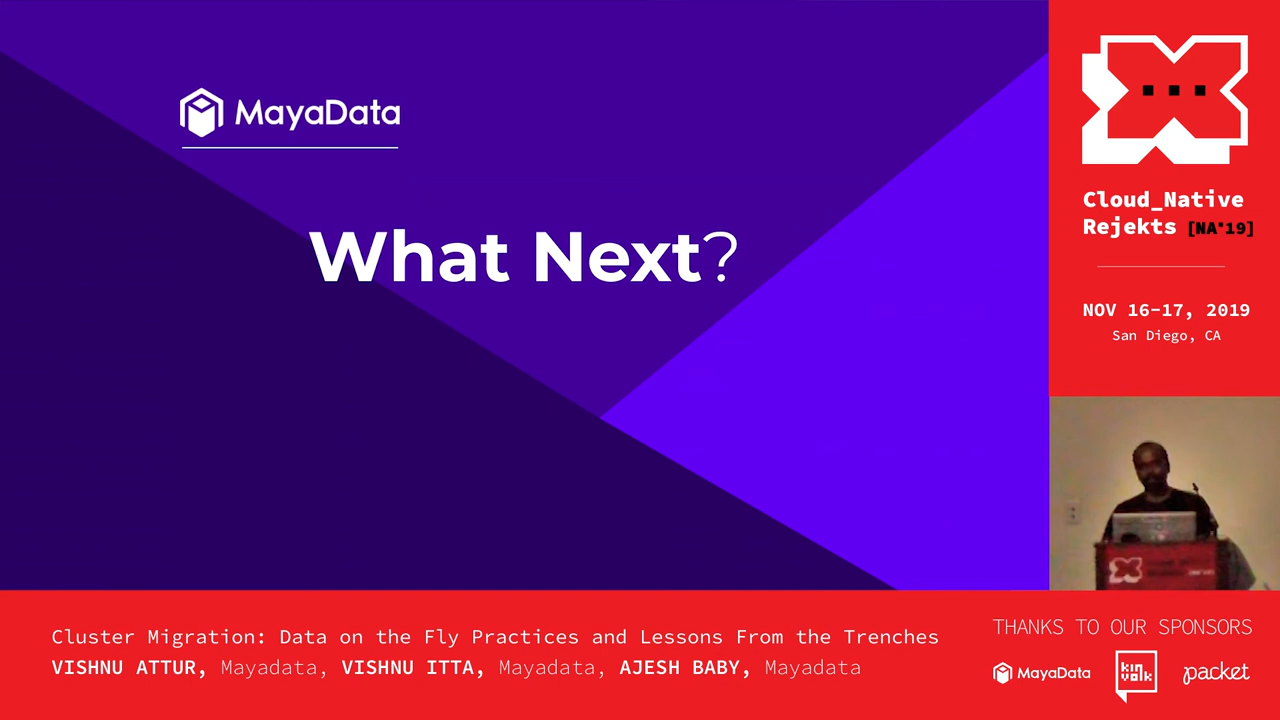 MayaData
What Next?
Cloud_Native
Rejekts [NA'19]
NOV 16-17, 2019
San Diego, CA
Cluster Migration: Data on the Fly Practices and Lessons From the Trenches
VISHNU ATTUR, Mayadata, VISHNU ITTA, Mayadata, AJESH BABY, Mayadata
THANKS TO OUR SPONSORS
MayaData
kinvolk
packet